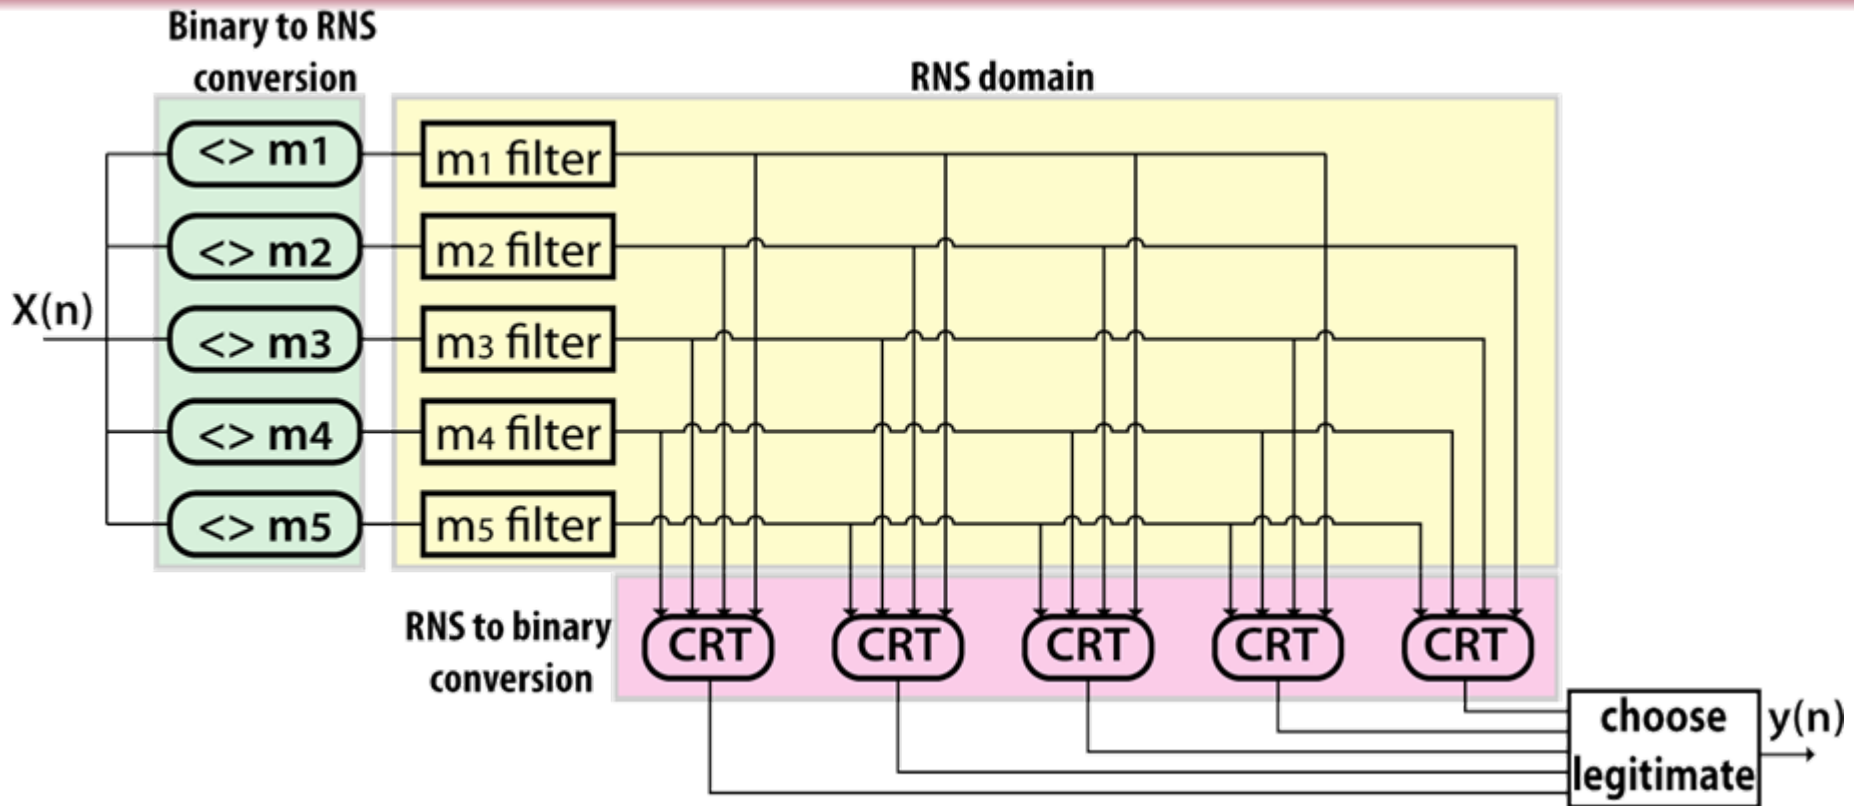 Binary to RNS
conversion
RNS domain
<> m1
m1 filter
<> m2
m2 filter
X(n)
<> m3
m3 filter
<> m4
m4 filter
<> m5
m5 filter
RNS to binary
conversion
CRT
CRT
CRT
CRT
CRT
choose
legitimate
y(n)